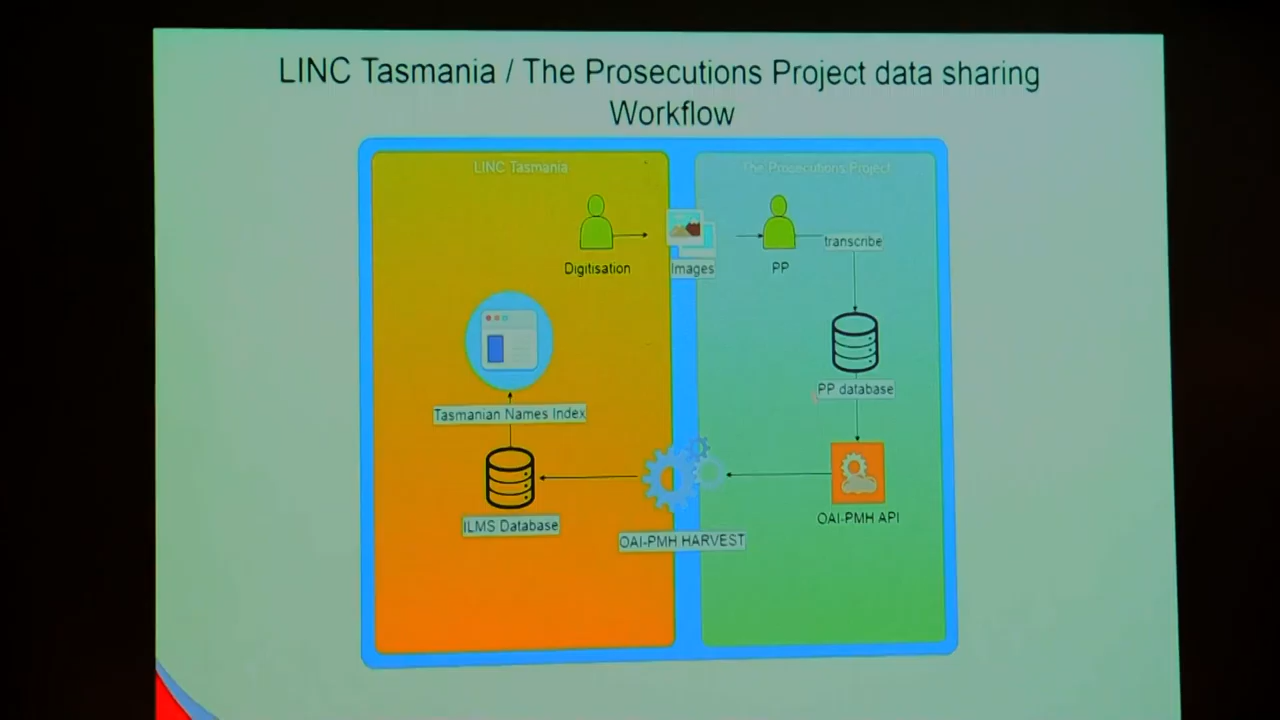 LINC Tasmania / The Prosecutions Project data sharing
Workflow
LINC Tasmania
The Prosecutions Project
transcribe
Digitisation
Images
PP
PP database
Tasmanian Names Index
ILMS Database
OAI-PMH HARVEST
OAI-PMH API